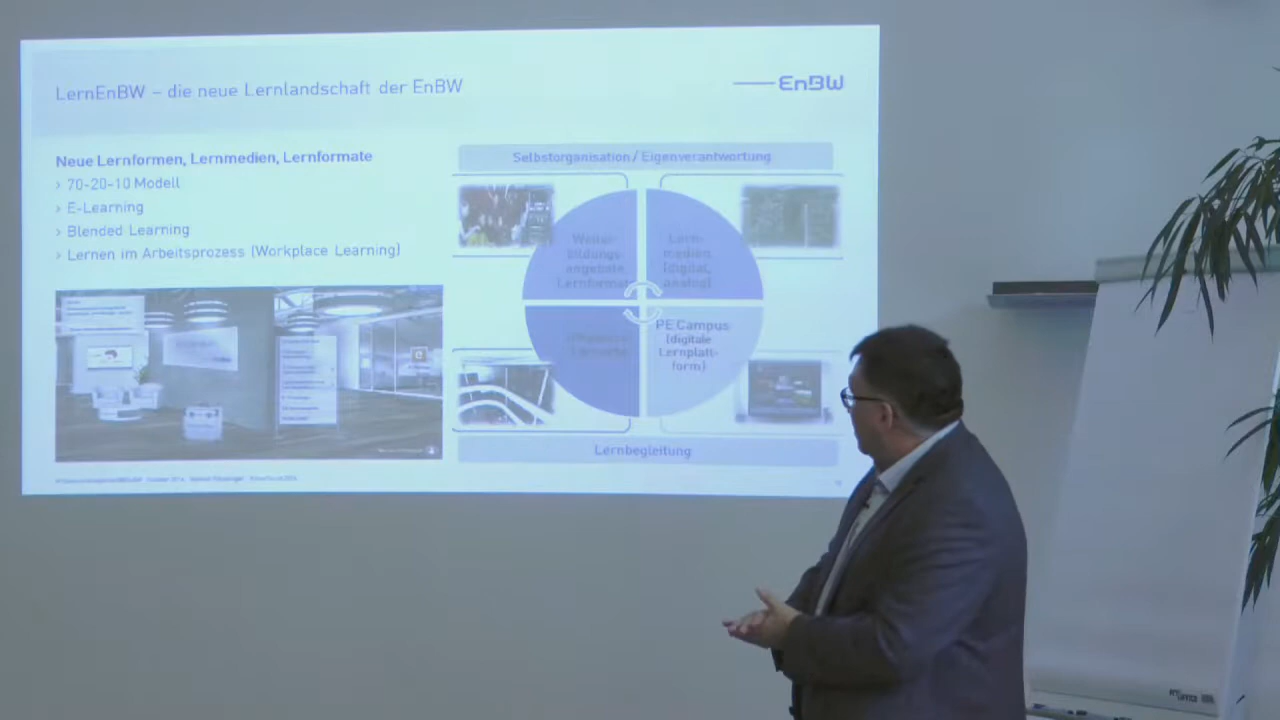 LernEnBW – die neue Lernlandschaft der EnBW
EnBW
Neue Lernformen, Lernmedien, Lernformate
› 70-20-10 Modell
› E-Learning
› Blended Learning
› Lernen im Arbeitsprozess (Workplace Learning)
Selbstorganisation / Eigenverantwortung
Weiter-
bildungs-
angebote
Lernformate
Lern-
medien
(digital,
analog)
PE Campus
(digitale
Lernplatt-
form)
Lernbegleitung